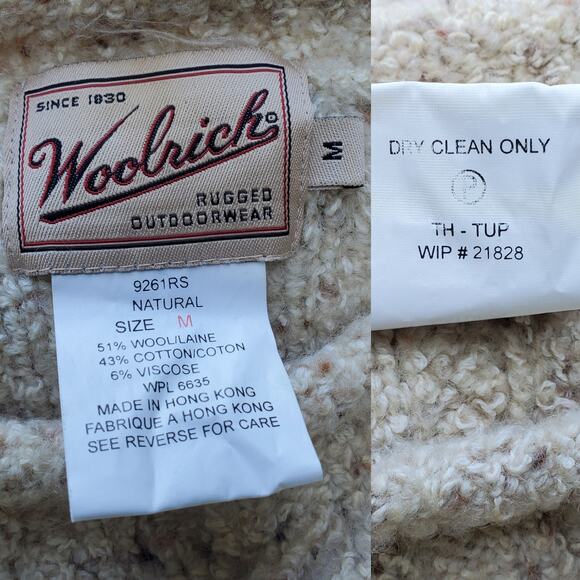 SINCE 1830
Woolrich
RUGGED
OUTDOORWEAR
M
9261RS
NATURAL
SIZE M
51% WOOL/LAINE
43% COTTON/COTON
6% VISCOSE
WPL 6635
MADE IN HONG KONG
FABRIQUE A HONG KONG
SEE REVERSE FOR CARE
DRY CLEAN ONLY
P
TH - TUP
WIP # 21828